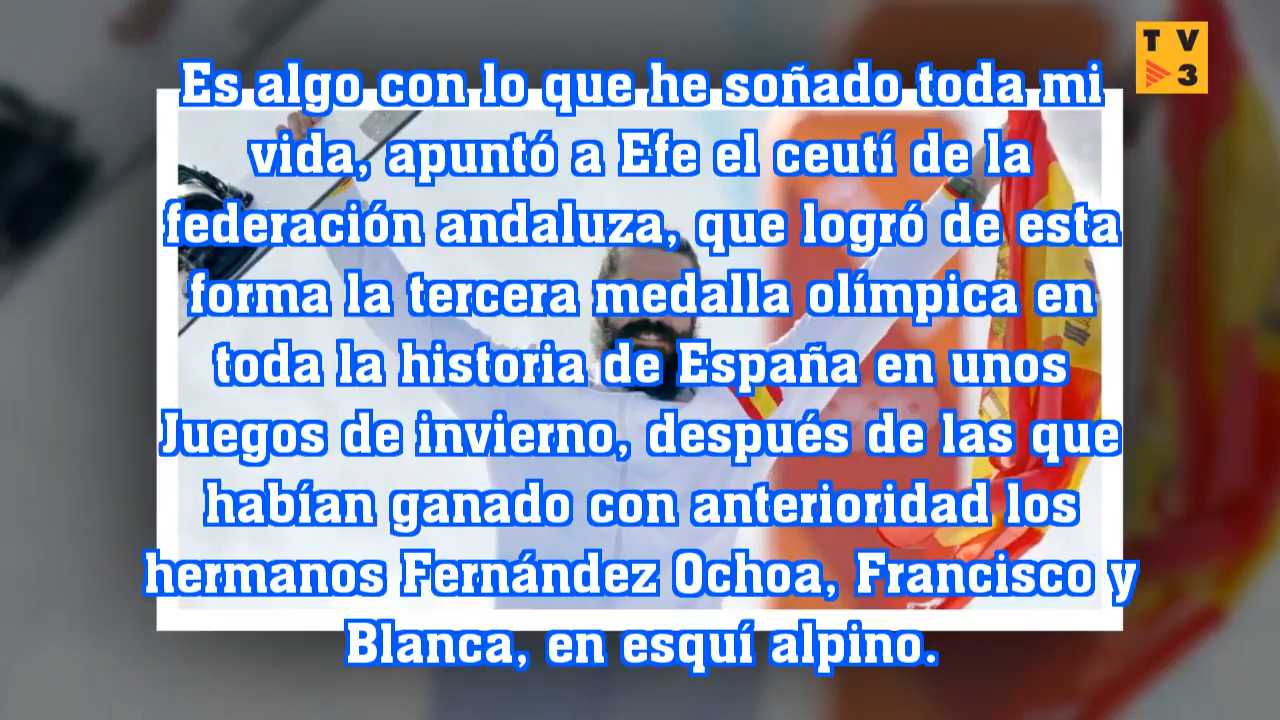 TV
3
Es algo con lo que he soñado toda mi
vida, apuntó a Efe el ceutí de la
federación andaluza, que logró de esta
forma la tercera medalla olímpica en
toda la historia de España en unos
Juegos de invierno, después de las que
habían ganado con anterioridad los
hermanos Fernández Ochoa, Francisco y
Blanca, en esquí alpino.